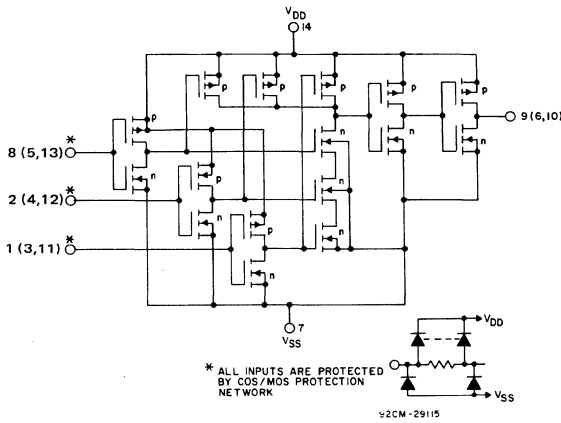 VDD
14
p
p
p
p
p
p
9 (6,10)
n
n
n
8 (5,13)
*
n
p
n
2 (4,12)
*
n
p
n
1 (3,11)
*
n
n
7
VSS
VDD
* ALL INPUTS ARE PROTECTED
BY COS/MOS PROTECTION
NETWORK
VSS
92CM-29115